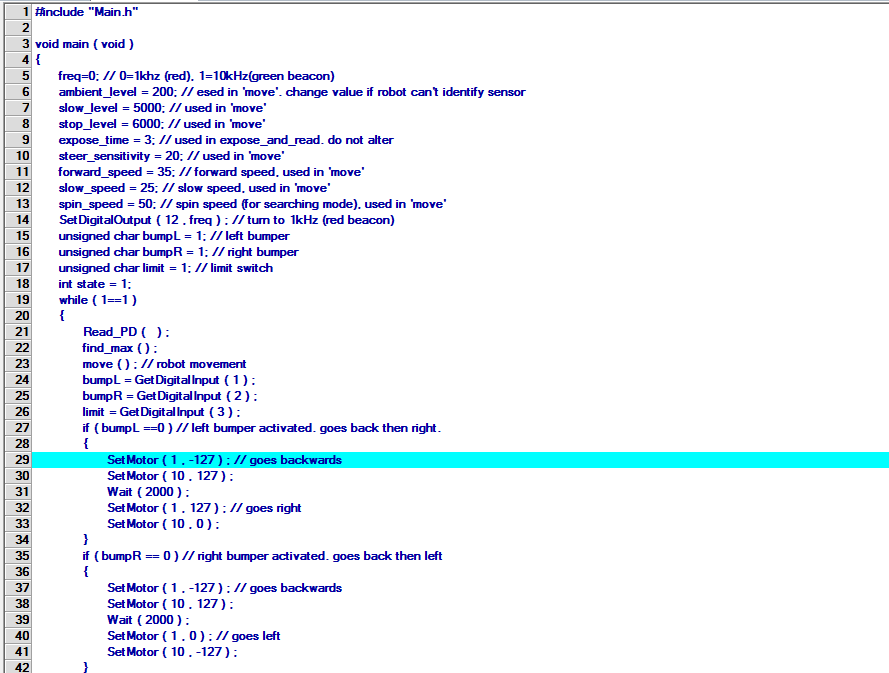 1 #include "Main.h"
2
3 void main ( void )
4 {
5 freq=0; // 0=1khz (red), 1=10kHz(green beacon)
6 ambient_level = 200; // esed in 'move'. change value if robot can't identify sensor
7 slow_level = 5000; // used in 'move'
8 stop_level = 6000; // used in 'move'
9 expose_time = 3; // used in expose_and_read. do not alter
10 steer_sensitivity = 20; // used in 'move'
11 forward_speed = 35; // forward speed, used in 'move'
12 slow_speed = 25; // slow speed, used in 'move'
13 spin_speed = 50; // spin speed (for searching mode), used in 'move'
14 SetDigitalOutput ( 12 , freq ) ; // turn to 1kHz (red beacon)
15 unsigned char bumpL = 1; // left bumper
16 unsigned char bumpR = 1; // right bumper
17 unsigned char limit = 1; // limit switch
18 int state = 1;
19 while ( 1==1 )
20 {
21 Read_PD ( ) ;
22 find_max ( ) ;
23 move ( ) ; // robot movement
24 bumpL = GetDigitalInput ( 1 ) ;
25 bumpR = GetDigitalInput ( 2 ) ;
26 limit = GetDigitalInput ( 3 ) ;
27 if ( bumpL ==0 ) // left bumper activated. goes back then right.
28 {
29 SetMotor ( 1 , -127 ) ; // goes backwards
30 SetMotor ( 10 , 127 ) ;
31 Wait ( 2000 ) ;
32 SetMotor ( 1 , 127 ) ; // goes right
33 SetMotor ( 10 , 0 ) ;
34 }
35 if ( bumpR == 0 ) // right bumper activated. goes back then left
36 {
37 SetMotor ( 1 , -127 ) ; // goes backwards
38 SetMotor ( 10 , 127 ) ;
39 Wait ( 2000 ) ;
40 SetMotor ( 1 , 0 ) ; // goes left
41 SetMotor ( 10 , -127 ) ;
42 }